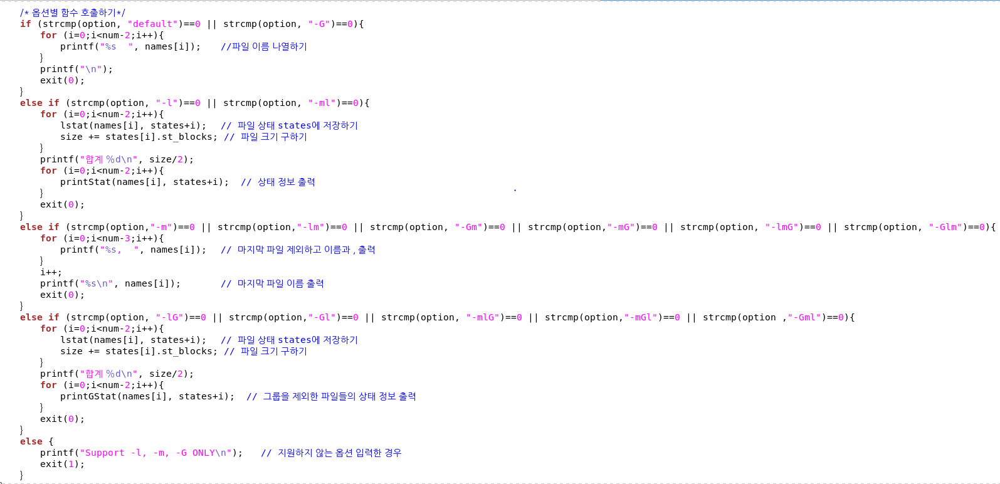 /* 옵션별 함수 호출하기*/
if (strcmp(option, "default")==0 || strcmp(option, "-G")==0){
    for (i=0;i<num-2;i++){
        printf("%s  ", names[i]);    //파일 이름 나열하기
    }
    printf("\n");
    exit(0);
}
else if (strcmp(option, "-l")==0 || strcmp(option, "-ml")==0){
    for (i=0;i<num-2;i++){
        lstat(names[i], states+i);   // 파일 상태 states에 저장하기
        size += states[i].st_blocks; // 파일 크기 구하기
    }
    printf("합계 %d\n", size/2);
    for (i=0;i<num-2;i++){
        printStat(names[i], states+i);  // 상태 정보 출력
    }
    exit(0);
}
else if (strcmp(option,"-m")==0 || strcmp(option,"-lm")==0 || strcmp(option, "-Gm")==0 || strcmp(option,"-mG")==0 || strcmp(option, "-lmG")==0 || strcmp(option, "-Glm")==0){
    for (i=0;i<num-3;i++){
        printf("%s,  ", names[i]);   // 마지막 파일 제외하고 이름과 , 출력
    }
    i++;
    printf("%s\n", names[i]);       // 마지막 파일 이름 출력
    exit(0);
}
else if (strcmp(option, "-lG")==0 || strcmp(option,"-Gl")==0 || strcmp(option, "-mlG")==0 || strcmp(option,"-mGl")==0 || strcmp(option ,"-Gml")==0){
    for (i=0;i<num-2;i++){
        lstat(names[i], states+i);   // 파일 상태 states에 저장하기
        size += states[i].st_blocks; // 파일 크기 구하기
    }
    printf("합계 %d\n", size/2);
    for (i=0;i<num-2;i++){
        printGStat(names[i], states+i);  // 그룹을 제외한 파일들의 상태 정보 출력
    }
    exit(0);
}
else {
    printf("Support -l, -m, -G ONLY\n");   // 지원하지 않는 옵션 입력한 경우
    exit(1);
}